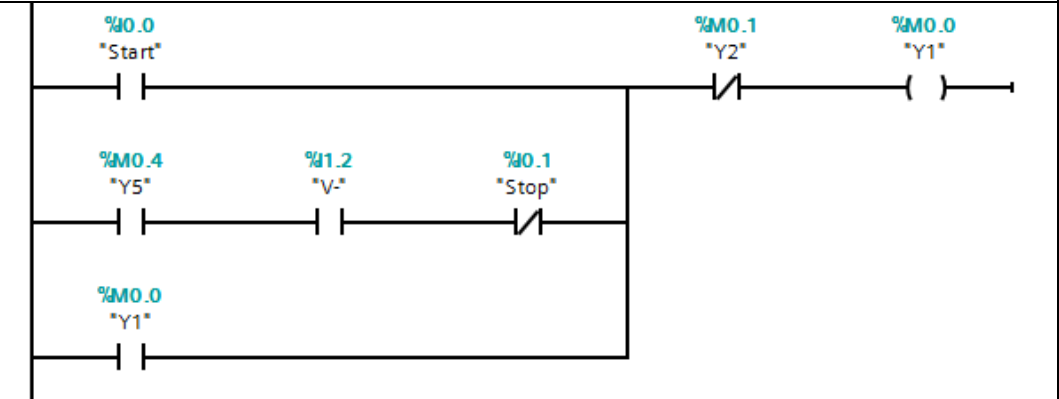 %I0.0
"Start"
%M0.1
"Y2"
%M0.0
"Y1"
%M0.4
"Y5"
%I1.2
"V-"
%I0.1
"Stop"
%M0.0
"Y1"